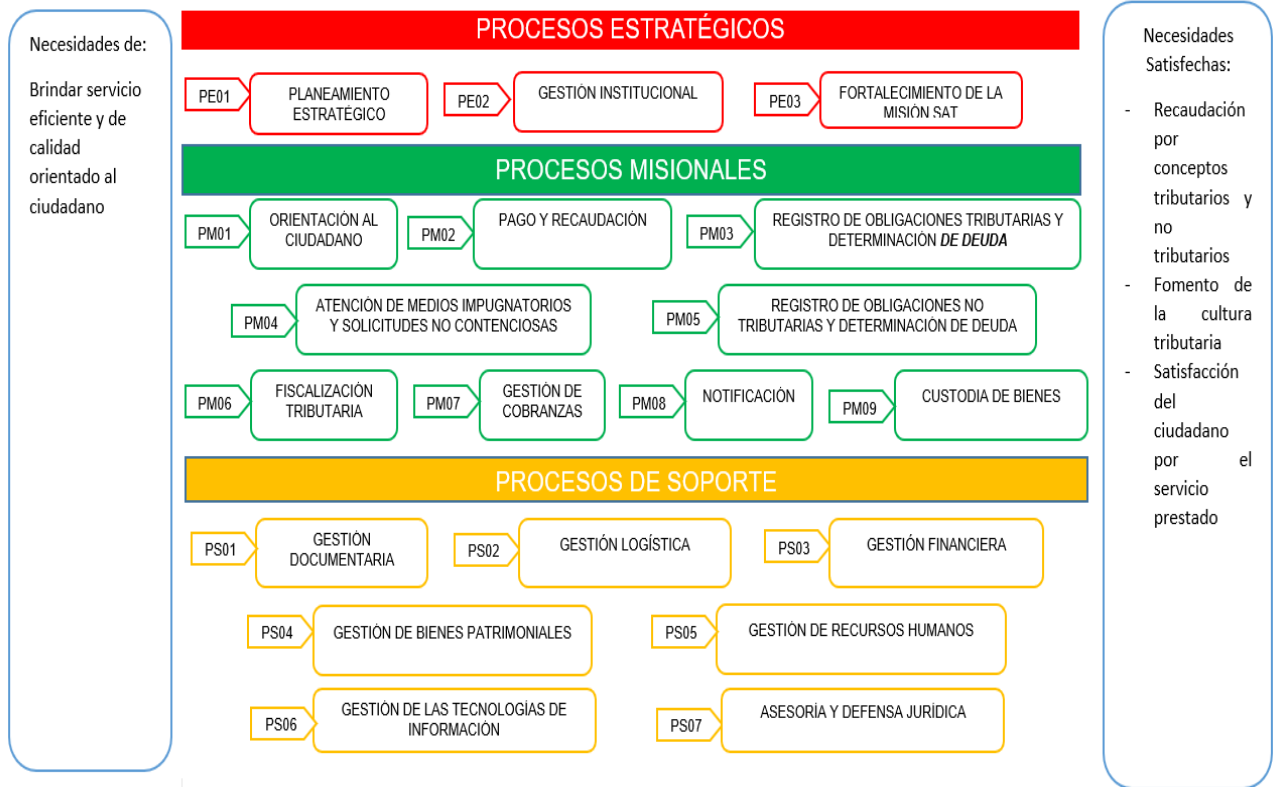 Necesidades de:
Brindar servicio
eficiente y de
calidad
orientado al
ciudadano
PROCESOS ESTRATÉGICOS
PE01
PLANEAMIENTO
ESTRATÉGICO
PE02
GESTIÓN INSTITUCIONAL
PE03
FORTALECIMIENTO DE LA
MISIÓN SAT
PROCESOS MISIONALES
PM01
ORIENTACIÓN AL
CIUDADANO
PM02
PAGO Y RECAUDACIÓN
PM03
REGISTRO DE OBLIGACIONES TRIBUTARIAS Y
DETERMINACIÓN DE DEUDA
PM04
ATENCIÓN DE MEDIOS IMPUGNATORIOS
Y SOLICITUDES NO CONTENCIOSAS
PM05
REGISTRO DE OBLIGACIONES NO
TRIBUTARIAS Y DETERMINACIÓN DE DEUDA
PM06
FISCALIZACIÓN
TRIBUTARIA
PM07
GESTIÓN DE
COBRANZAS
PM08
NOTIFICACIÓN
PM09
CUSTODIA DE BIENES
PROCESOS DE SOPORTE
PS01
GESTIÓN
DOCUMENTARIA
PS02
GESTIÓN LOGÍSTICA
PS03
GESTIÓN FINANCIERA
PS04
GESTIÓN DE BIENES PATRIMONIALES
PS05
GESTIÓN DE RECURSOS HUMANOS
PS06
GESTIÓN DE LAS TECNOLOGÍAS DE
INFORMACIÓN
PS07
ASESORÍA Y DEFENSA JURÍDICA
Necesidades
Satisfechas:
- Recaudación
por
conceptos
tributarios y
no
tributarios
- Fomento de
la cultura
tributaria
- Satisfacción
del
ciudadano
por el
servicio
prestado